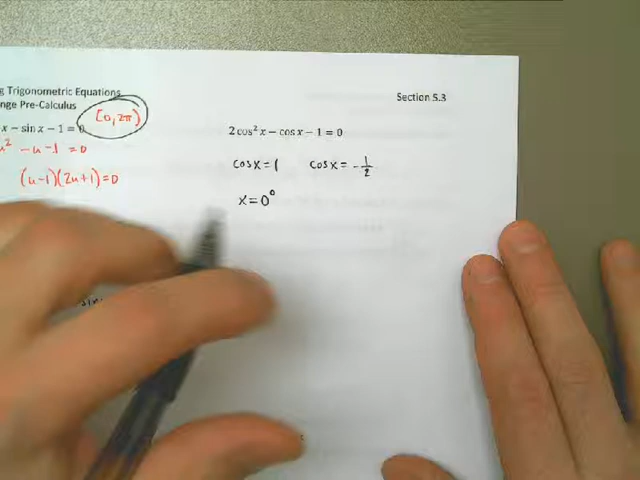 g Trigonometric Equations
nge Pre-Calculus
Section 5.3
[0, 2π)
x − sin x − 1 = 0
u² − u − 1 = 0
(u−1)(2u+1)=0
2 cos² x − cos x − 1 = 0
cos x = 1 cos x = −1/2
x = 0°